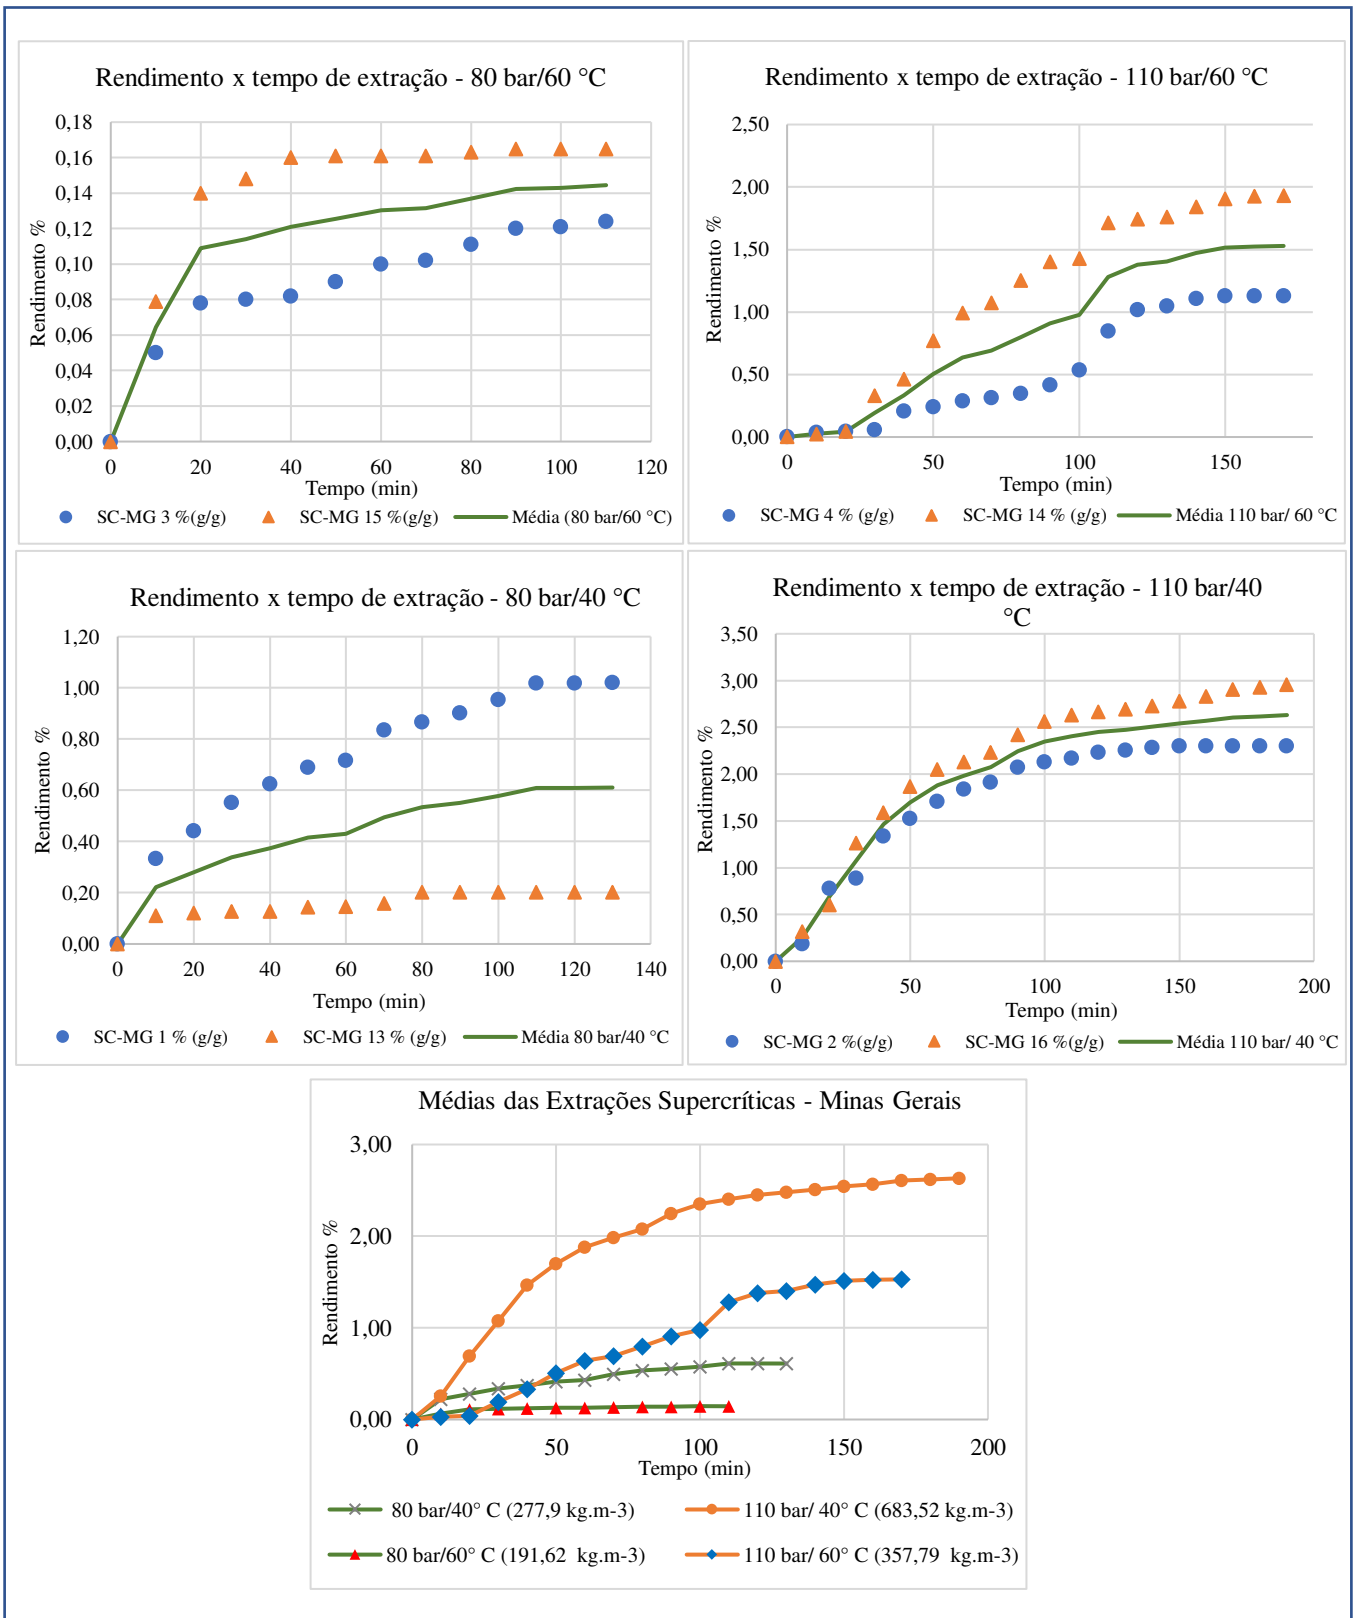 Rendimento x tempo de extração - 80 bar/60 °C
0,18
0,16
0,14
0,12
0,10
0,08
0,06
0,04
0,02
0,00
Rendimento %
0 20 40 60 80 100 120
Tempo (min)
SC-MG 3 %(g/g) SC-MG 15 %(g/g) Média (80 bar/60 °C)
Rendimento x tempo de extração - 110 bar/60 °C
2,50
2,00
1,50
1,00
0,50
0,00
Rendimento %
0 50 100 150
Tempo (min)
SC-MG 4 % (g/g) SC-MG 14 % (g/g) Média 110 bar/ 60 °C
Rendimento x tempo de extração - 80 bar/40 °C
1,20
1,00
0,80
0,60
0,40
0,20
0,00
Rendimento %
0 20 40 60 80 100 120 140
Tempo (min)
SC-MG 1 % (g/g) SC-MG 13 % (g/g) Média 80 bar/40 °C
Rendimento x tempo de extração - 110 bar/40
°C
3,50
3,00
2,50
2,00
1,50
1,00
0,50
0,00
Rendimento %
0 50 100 150 200
Tempo (min)
SC-MG 2 %(g/g) SC-MG 16 %(g/g) Média 110 bar/ 40 °C
Médias das Extrações Supercríticas - Minas Gerais
3,00
2,00
1,00
0,00
Rendimento %
0 50 100 150 200
Tempo (min)
80 bar/40° C (277,9 kg.m-3) 110 bar/ 40° C (683,52 kg.m-3)
80 bar/60° C (191,62 kg.m-3) 110 bar/ 60° C (357,79 kg.m-3)